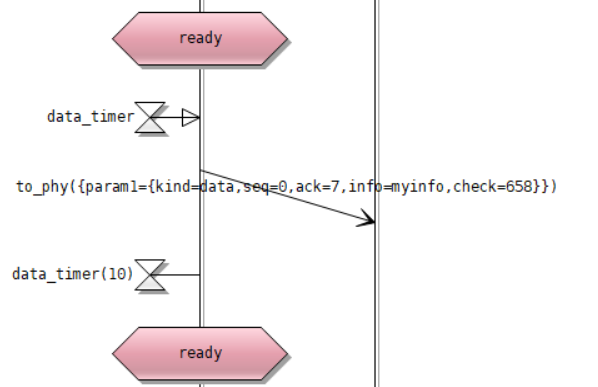 ready
data_timer
to_phy({param1={kind=data,seq=0,ack=7,info=myinfo,check=658}})
data_timer(10)
ready